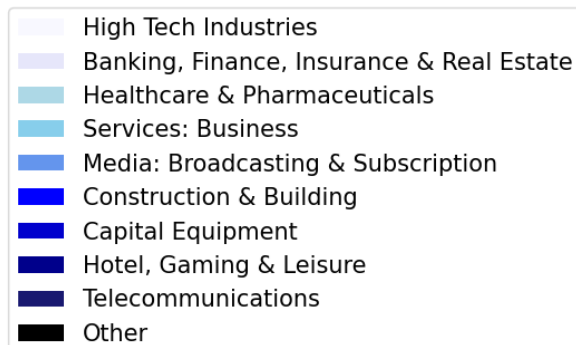 High Tech Industries
Banking, Finance, Insurance & Real Estate
Healthcare & Pharmaceuticals
Services: Business
Media: Broadcasting & Subscription
Construction & Building
Capital Equipment
Hotel, Gaming & Leisure
Telecommunications
Other